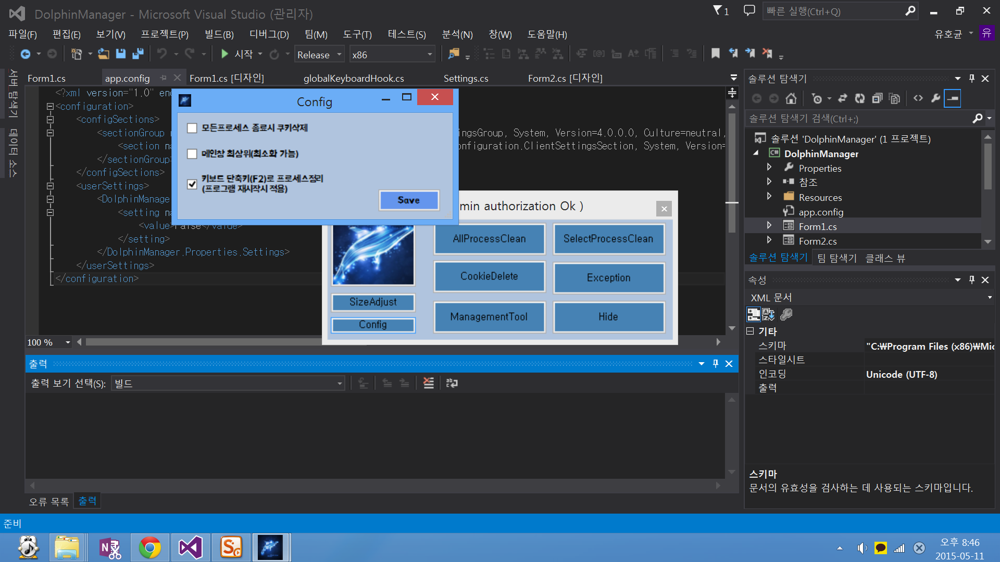 DolphinManager - Microsoft Visual Studio (관리자)
1
빠른 실행(Ctrl+Q)
파일(F) 편집(E) 보기(V) 프로젝트(P) 빌드(B) 디버그(D) 팀(M) 도구(T) 테스트(S) 분석(N) 창(W) 도움말(H)
유호균
유
시작
Release
x86
서버 탐색기
데이터 소스
Form1.cs
app.config
Form1.cs [디자인]
globalKeyboardHook.cs
Settings.cs
Form2.cs [디자인]
<?xml version="1.0"
<configuration>
<configSections>
<sectionGroup
System, Version=4.0.0.0, Culture=neutral,
<section
System, Version=
</sectionGroup>
</configSections>
<userSettings>
<setting
<value>False</value>
</setting>
</DolphinManager.Properties.Settings>
</userSettings>
</configuration>
Config
모든프로세스 종료시 쿠키삭제
메인창 최상위(최소화 가능)
키보드 단축키(F2)로 프로세스정리
(프로그램 재시작시 적용)
Save
authorization Ok )
AllProcessClean
SelectProcessClean
CookieDelete
Exception
SizeAdjust
ManagementTool
Hide
Config
100 %
출력
출력 보기 선택(S):
빌드
오류 목록
출력
솔루션 탐색기
솔루션 탐색기 검색(Ctrl+;)
솔루션 'DolphinManager' (1 프로젝트)
C#
DolphinManager
Properties
참조
Resources
app.config
Form1.cs
Form2.cs
솔루션 탐색기 팀 탐색기 클래스 뷰
속성
XML 문서
기타
스키마 "C:₩Program Files (x86)₩Mic
스타일시트
인코딩 Unicode (UTF-8)
출력
스키마
문서의 유효성을 검사하는 데 사용되는 스키마입니다.
준비
오후 8:46
2015-05-11